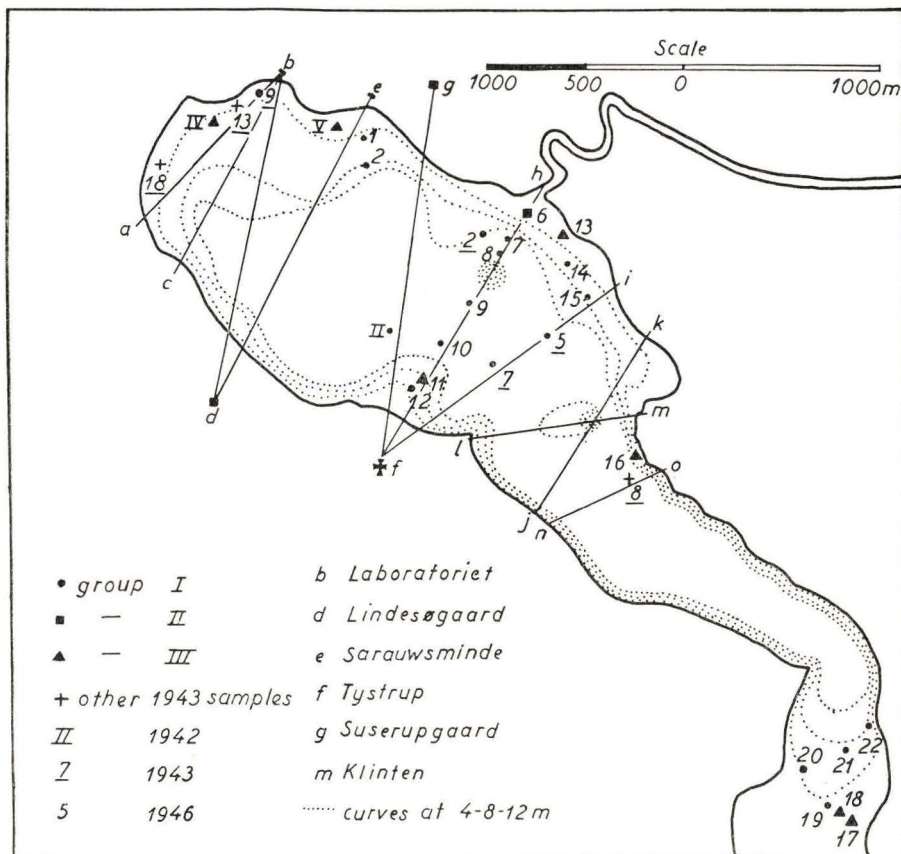 Scale
1000 500 0 1000m
b
e
g
9
IV
13
V
1
2
18
h
6
13
a
2
7
8
14
c
15
i
9
II
10
5
k
7
11
12
d
m
l
f
16
o
8
j
n
• group I
■ — II
▲ — III
+ other 1943 samples
II 1942
7 1943
5 1946
b Laboratoriet
d Lindesøgaard
e Sarauwsminde
f Tystrup
g Suserupgaard
m Klinten
........ curves at 4-8-12m
22
20
21
19
18
17